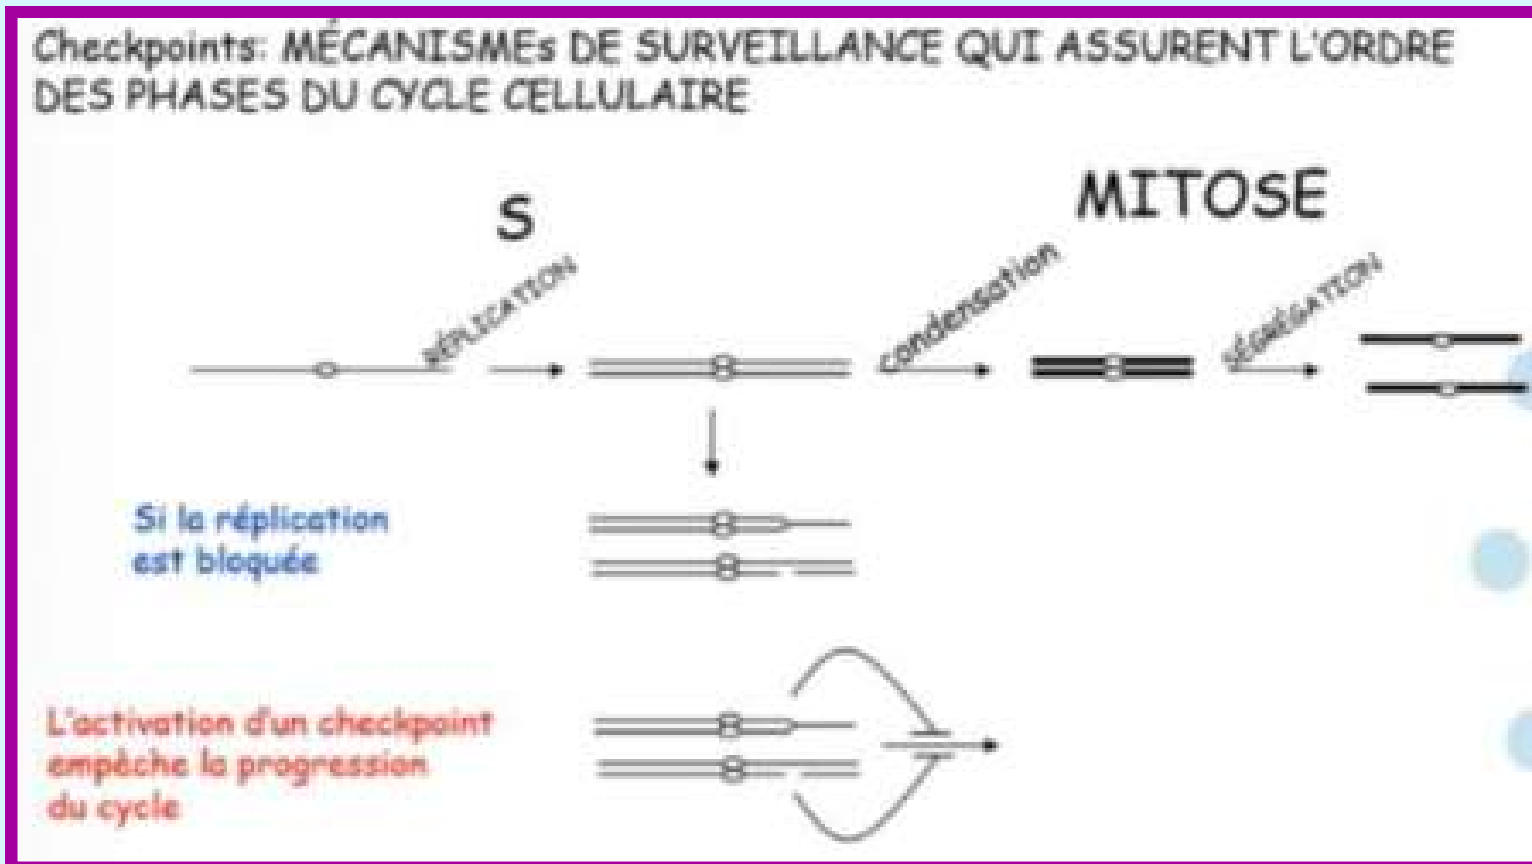 Checkpoints: MÉCANISMEs DE SURVEILLANCE QUI ASSURENT L'ORDRE
DES PHASES DU CYCLE CELLULAIRE
S
MITOSE
RÉPLICATION
condensation
SÉGRÉGATION
Si la réplication
est bloquée
L'activation d'un checkpoint
empêche la progression
du cycle